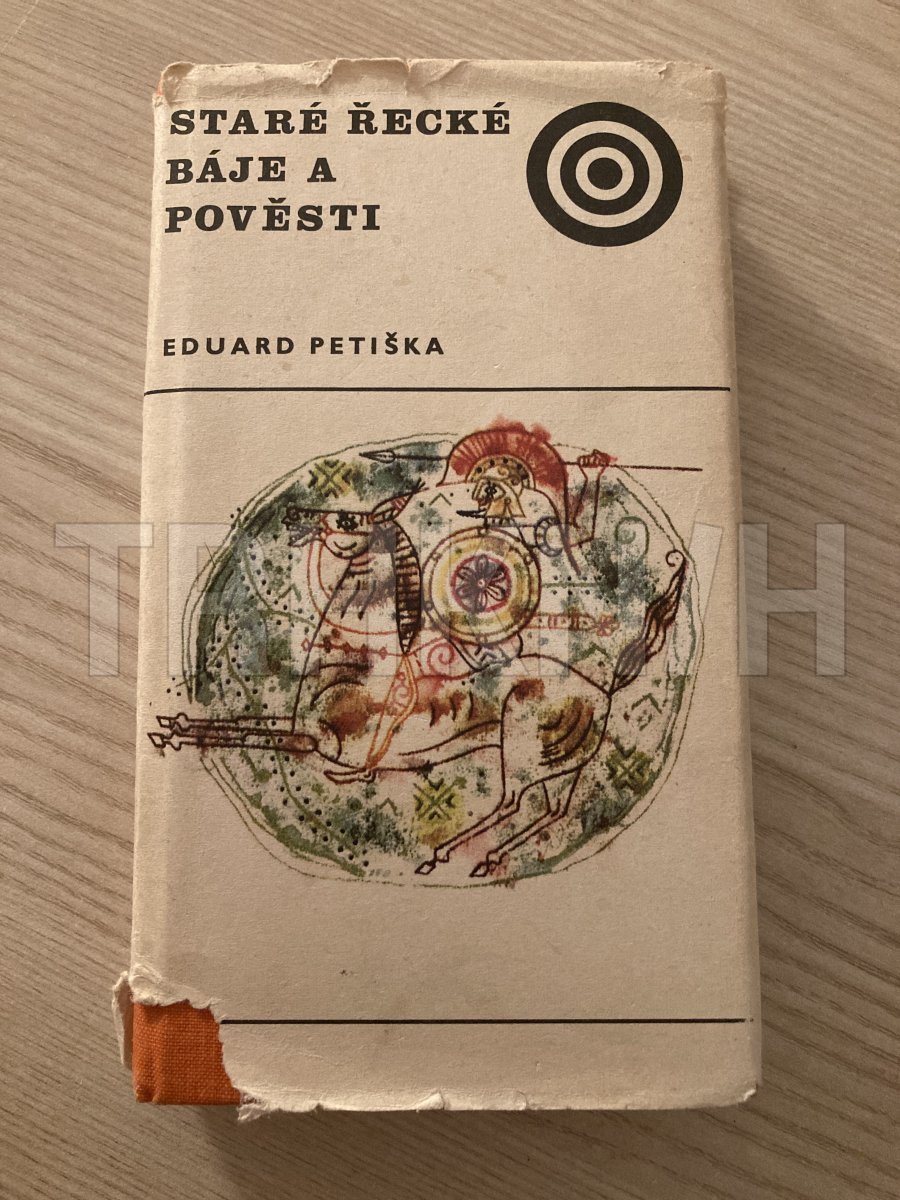 STARÉ ŘECKÉ
BÁJE A
POVĚSTI
EDUARD PETIŠKA